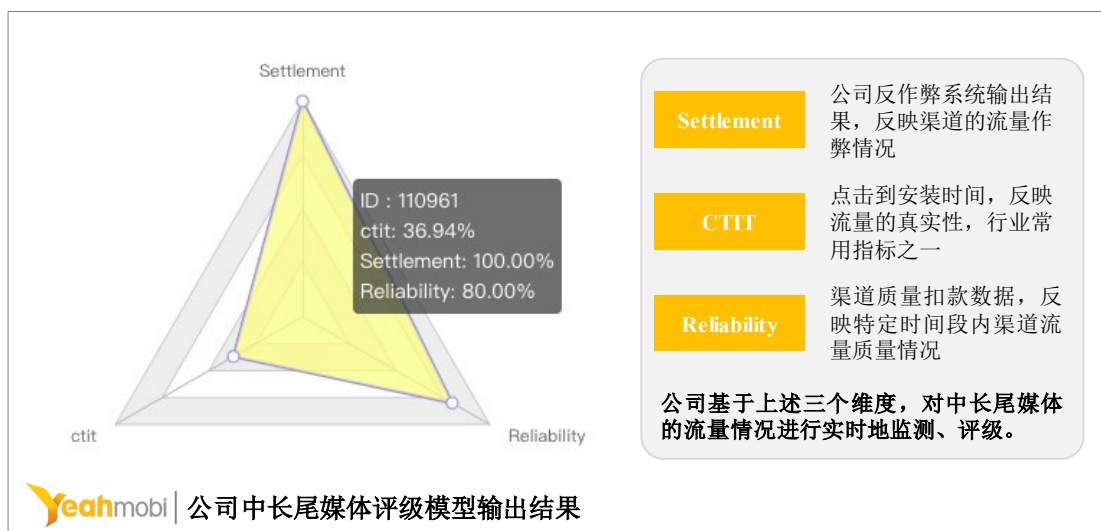 Settlement
ID : 110961
ctit: 36.94%
Settlement: 100.00%
Reliability: 80.00%
ctit
Reliability
Settlement
公司反作弊系统输出结
果，反映渠道的流量作
弊情况
CTIT
点击到安装时间，反映
流量的真实性，行业常
用指标之一
Reliability
渠道质量扣款数据，反
映特定时间段内渠道流
量质量情况
公司基于上述三个维度，对中长尾媒体
的流量情况进行实时地监测、评级。
Yeahmobi 公司中长尾媒体评级模型输出结果